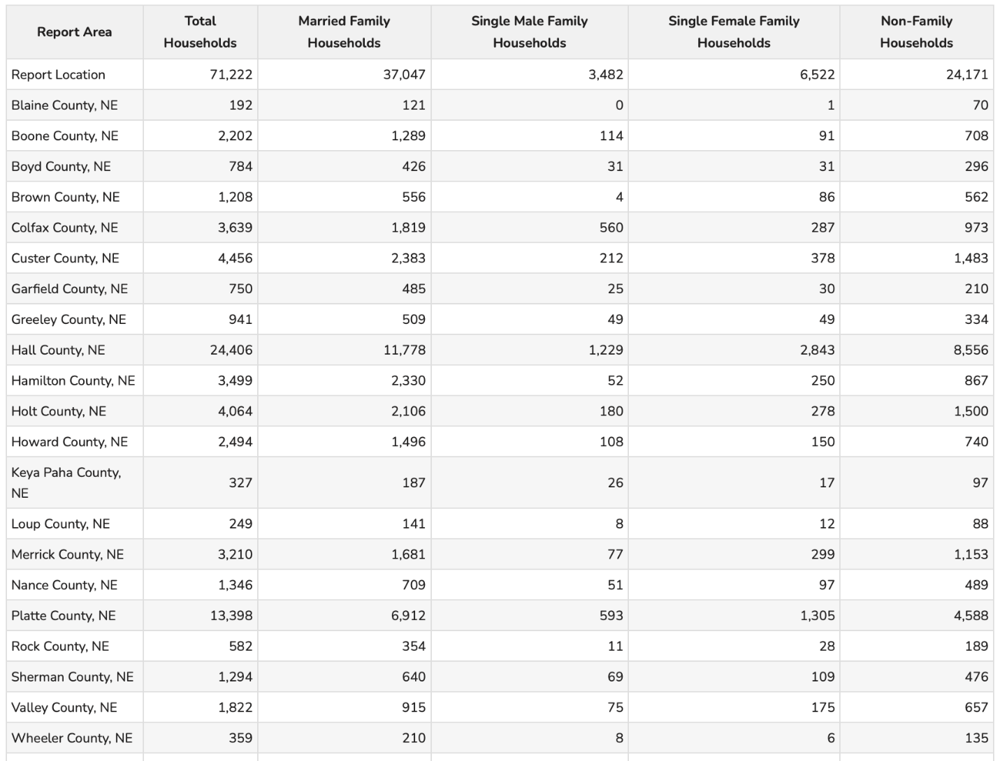 Report Area | Total Households | Married Family Households | Single Male Family Households | Single Female Family Households | Non-Family Households
Report Location | 71,222 | 37,047 | 3,482 | 6,522 | 24,171
Blaine County, NE | 192 | 121 | 0 | 1 | 70
Boone County, NE | 2,202 | 1,289 | 114 | 91 | 708
Boyd County, NE | 784 | 426 | 31 | 31 | 296
Brown County, NE | 1,208 | 556 | 4 | 86 | 562
Colfax County, NE | 3,639 | 1,819 | 560 | 287 | 973
Custer County, NE | 4,456 | 2,383 | 212 | 378 | 1,483
Garfield County, NE | 750 | 485 | 25 | 30 | 210
Greeley County, NE | 941 | 509 | 49 | 49 | 334
Hall County, NE | 24,406 | 11,778 | 1,229 | 2,843 | 8,556
Hamilton County, NE | 3,499 | 2,330 | 52 | 250 | 867
Holt County, NE | 4,064 | 2,106 | 180 | 278 | 1,500
Howard County, NE | 2,494 | 1,496 | 108 | 150 | 740
Keya Paha County, NE | 327 | 187 | 26 | 17 | 97
Loup County, NE | 249 | 141 | 8 | 12 | 88
Merrick County, NE | 3,210 | 1,681 | 77 | 299 | 1,153
Nance County, NE | 1,346 | 709 | 51 | 97 | 489
Platte County, NE | 13,398 | 6,912 | 593 | 1,305 | 4,588
Rock County, NE | 582 | 354 | 11 | 28 | 189
Sherman County, NE | 1,294 | 640 | 69 | 109 | 476
Valley County, NE | 1,822 | 915 | 75 | 175 | 657
Wheeler County, NE | 359 | 210 | 8 | 6 | 135